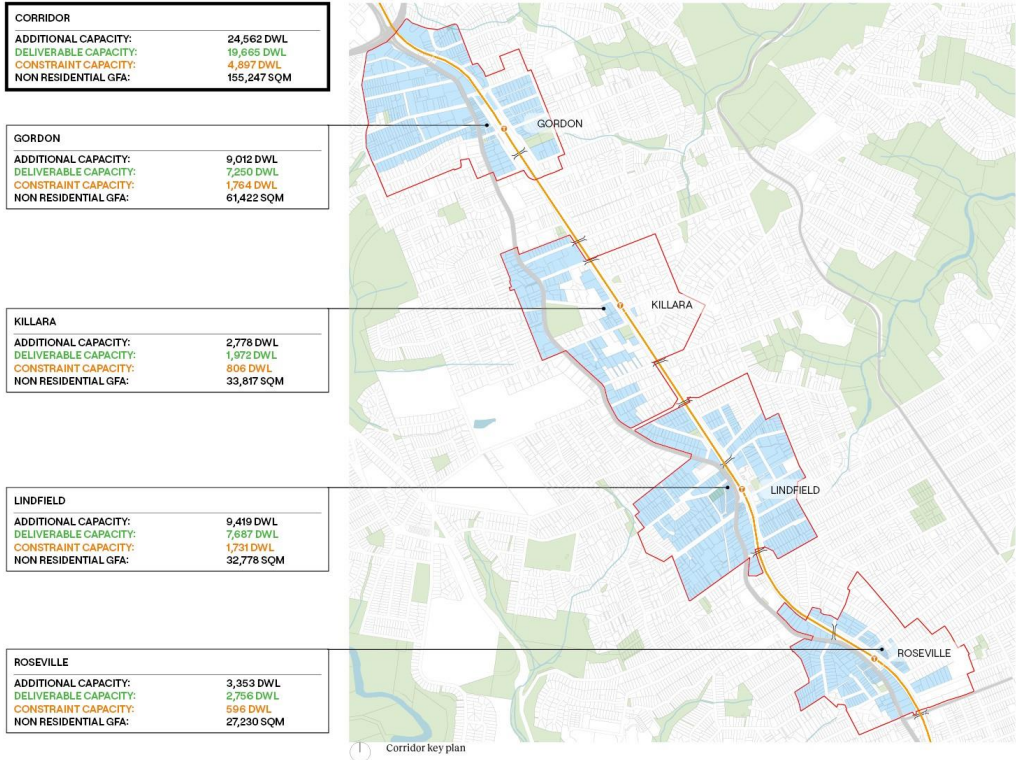 CORRIDOR
ADDITIONAL CAPACITY: 24,562 DWL
DELIVERABLE CAPACITY: 19,665 DWL
CONSTRAINT CAPACITY: 4,897 DWL
NON RESIDENTIAL GFA: 155,247 SQM
GORDON
ADDITIONAL CAPACITY: 9,012 DWL
DELIVERABLE CAPACITY: 7,250 DWL
CONSTRAINT CAPACITY: 1,764 DWL
NON RESIDENTIAL GFA: 61,422 SQM
KILLARA
ADDITIONAL CAPACITY: 2,778 DWL
DELIVERABLE CAPACITY: 1,972 DWL
CONSTRAINT CAPACITY: 806 DWL
NON RESIDENTIAL GFA: 33,817 SQM
LINDFIELD
ADDITIONAL CAPACITY: 9,419 DWL
DELIVERABLE CAPACITY: 7,687 DWL
CONSTRAINT CAPACITY: 1,731 DWL
NON RESIDENTIAL GFA: 32,778 SQM
ROSEVILLE
ADDITIONAL CAPACITY: 3,353 DWL
DELIVERABLE CAPACITY: 2,756 DWL
CONSTRAINT CAPACITY: 596 DWL
NON RESIDENTIAL GFA: 27,230 SQM
GORDON
KILLARA
LINDFIELD
ROSEVILLE
Corridor key plan